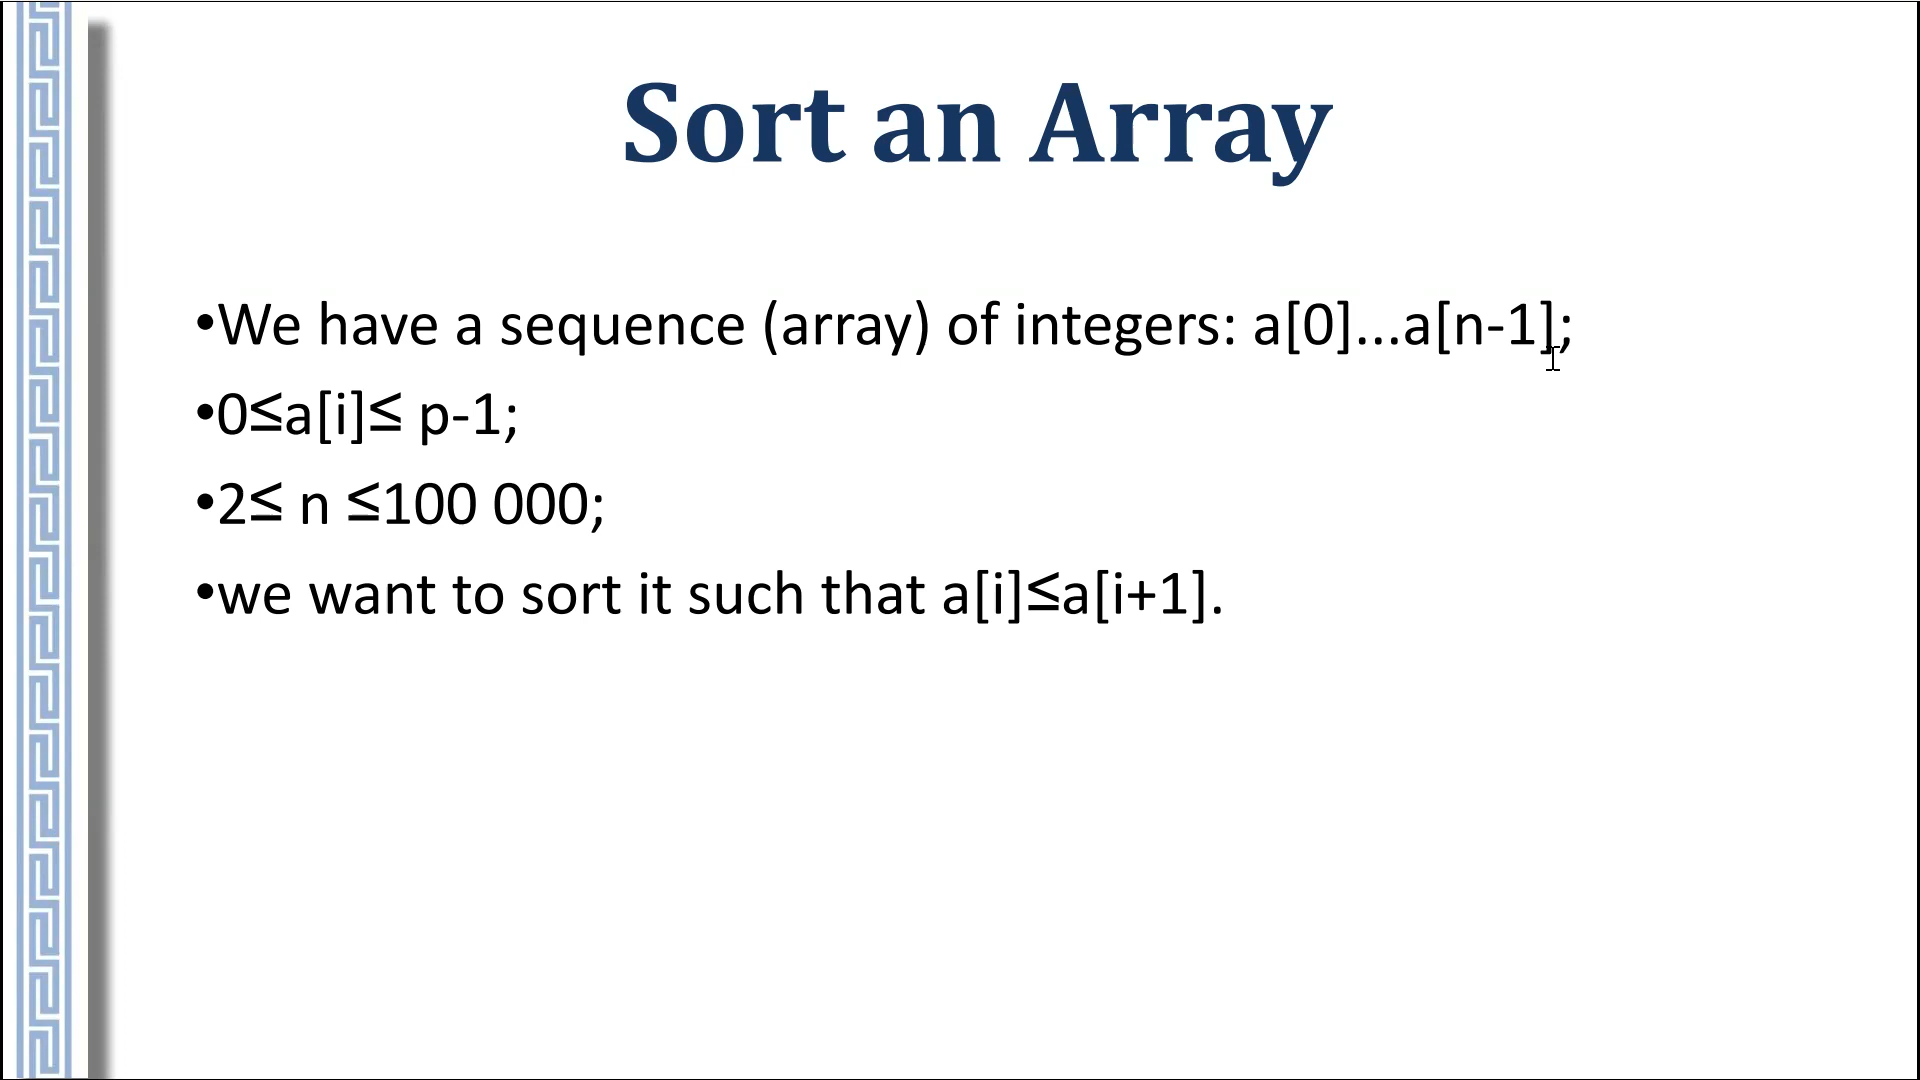 Sort an Array
•We have a sequence (array) of integers: a[0]...a[n-1];
•0≤a[i]≤ p-1;
•2≤ n ≤100 000;
•we want to sort it such that a[i]≤a[i+1].